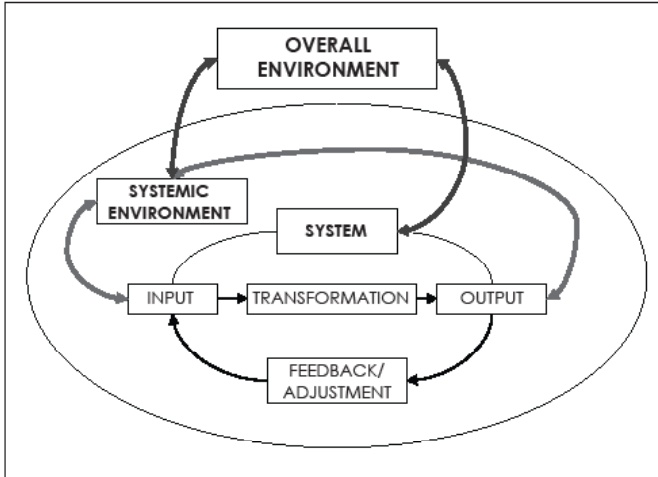 OVERALL
ENVIRONMENT
SYSTEMIC
ENVIRONMENT
SYSTEM
INPUT
TRANSFORMATION
OUTPUT
FEEDBACK/
ADJUSTMENT